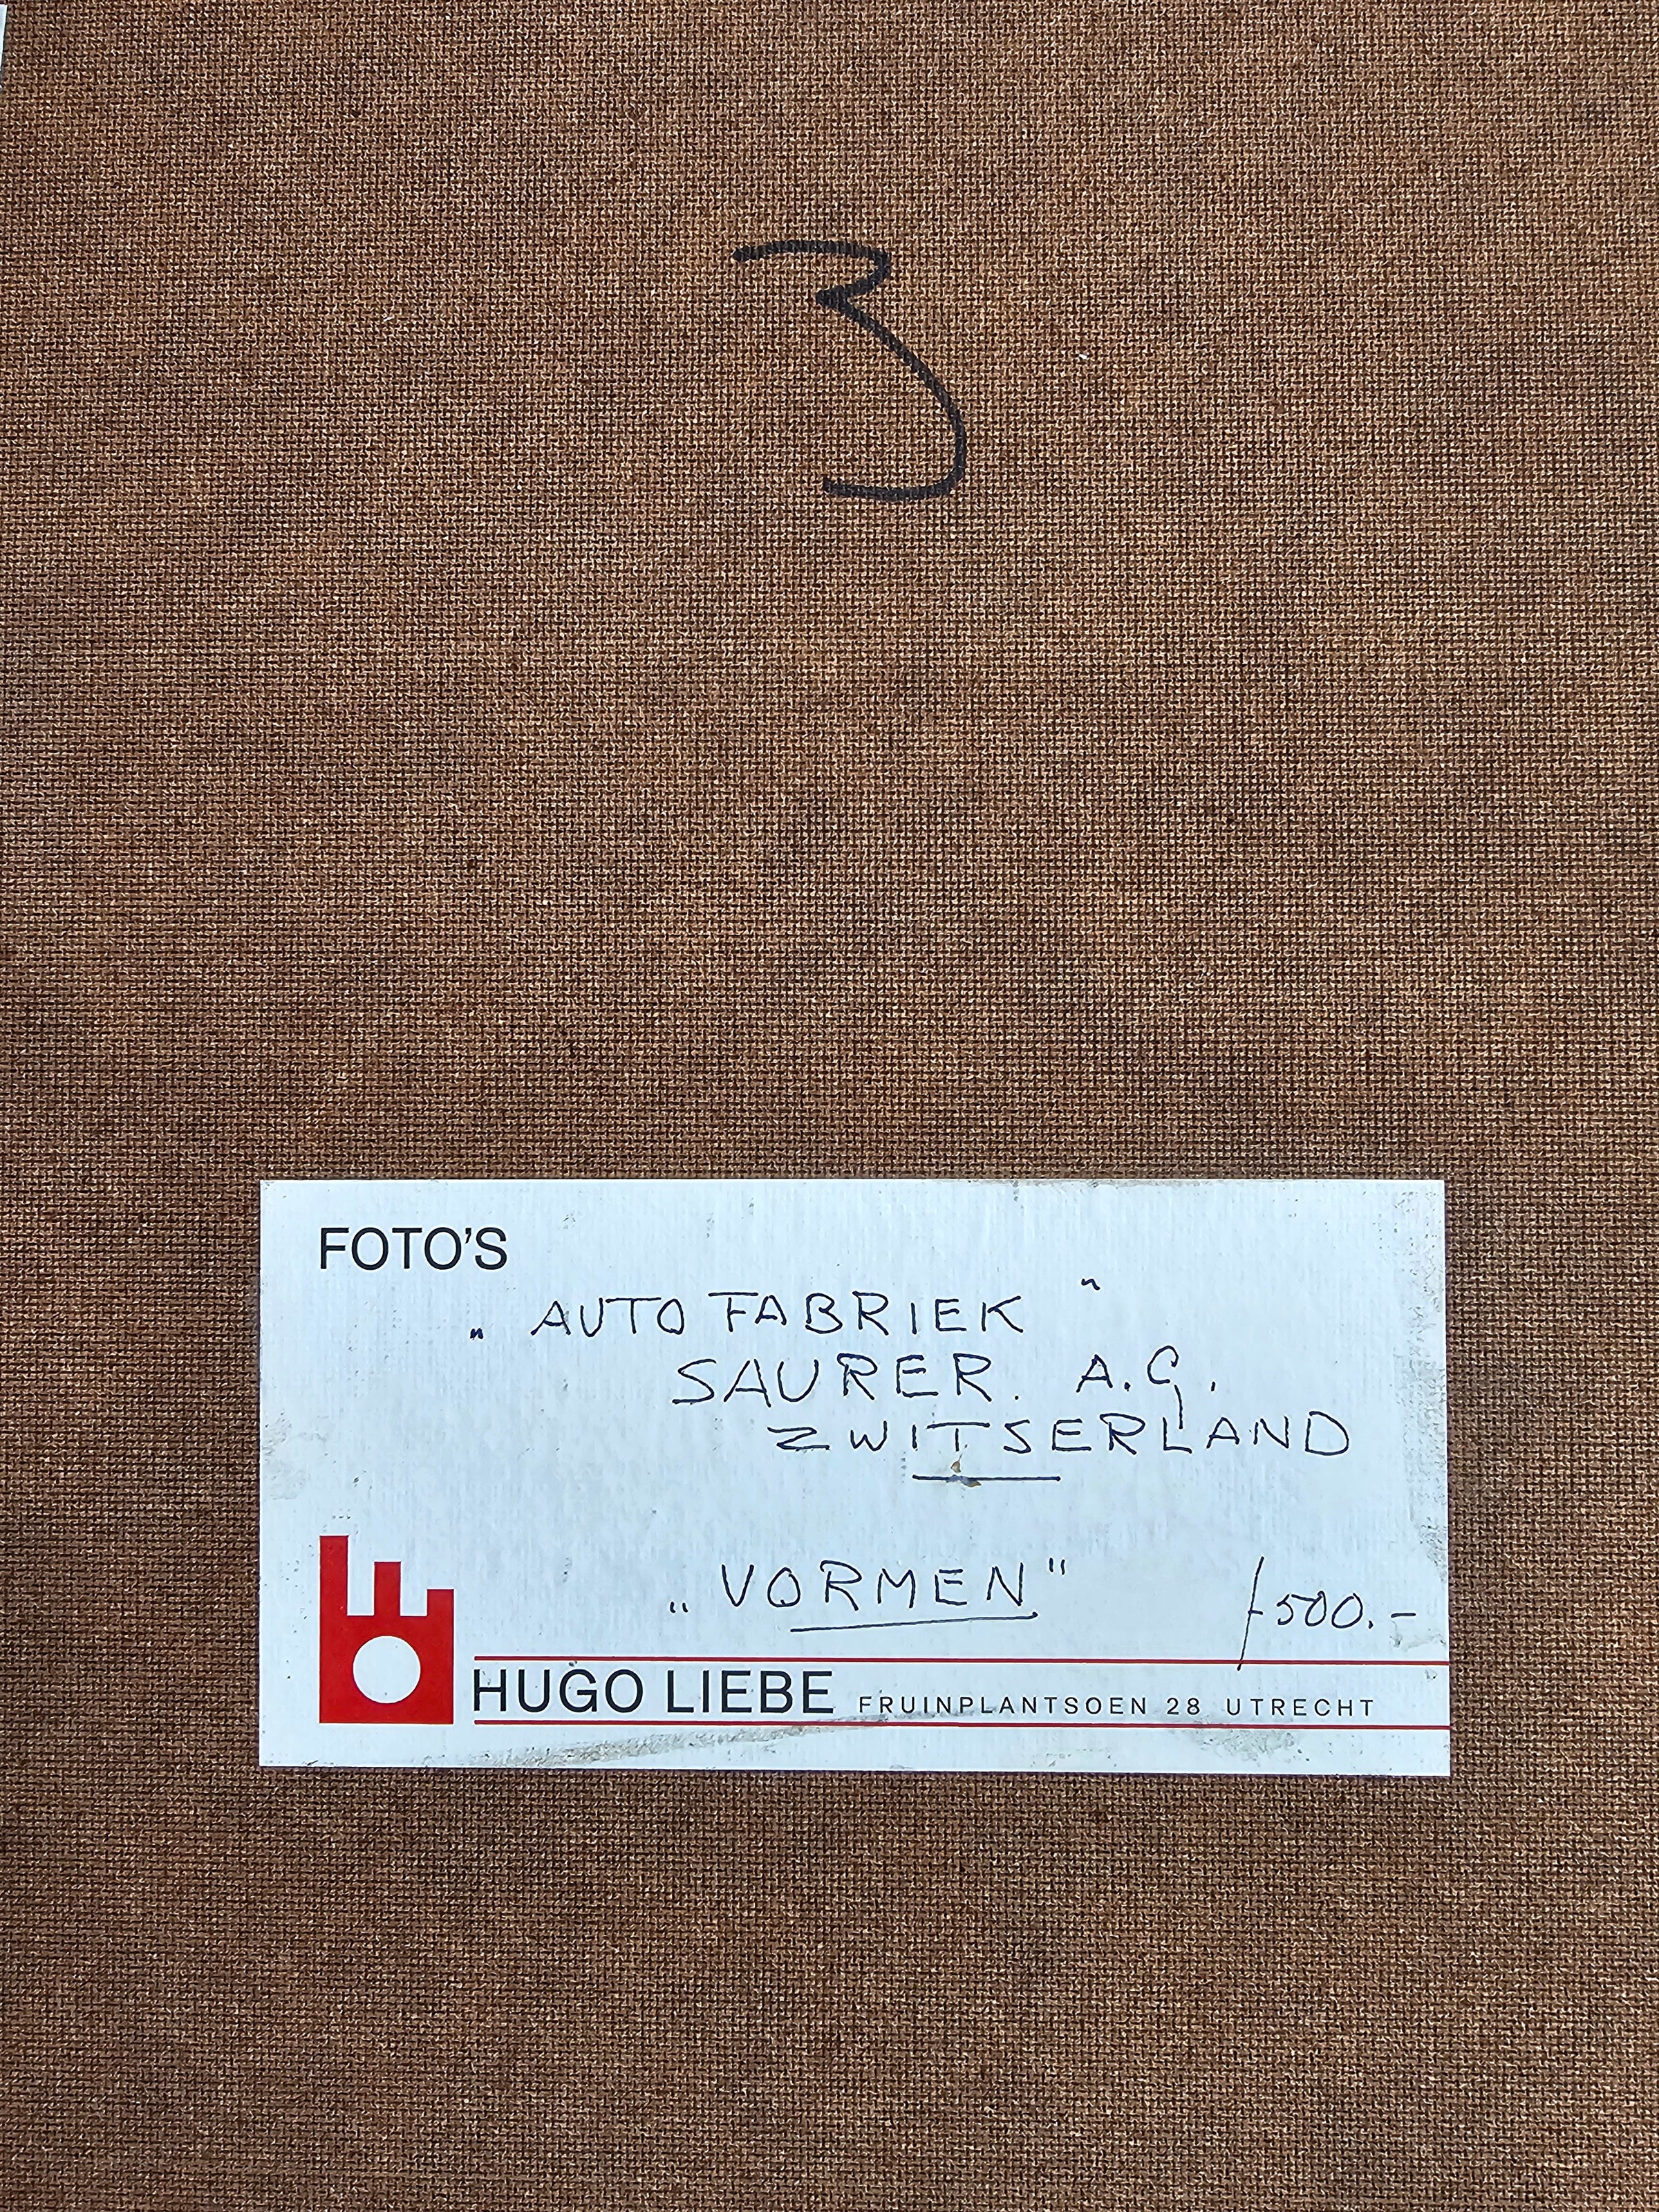 3
FOTO'S
„ AUTO FABRIEK "
SAURER. A.G.
ZWITSERLAND
„VORMEN"
ƒ500.-
HUGO LIEBE FRUINPLANTSOEN 28 UTRECHT